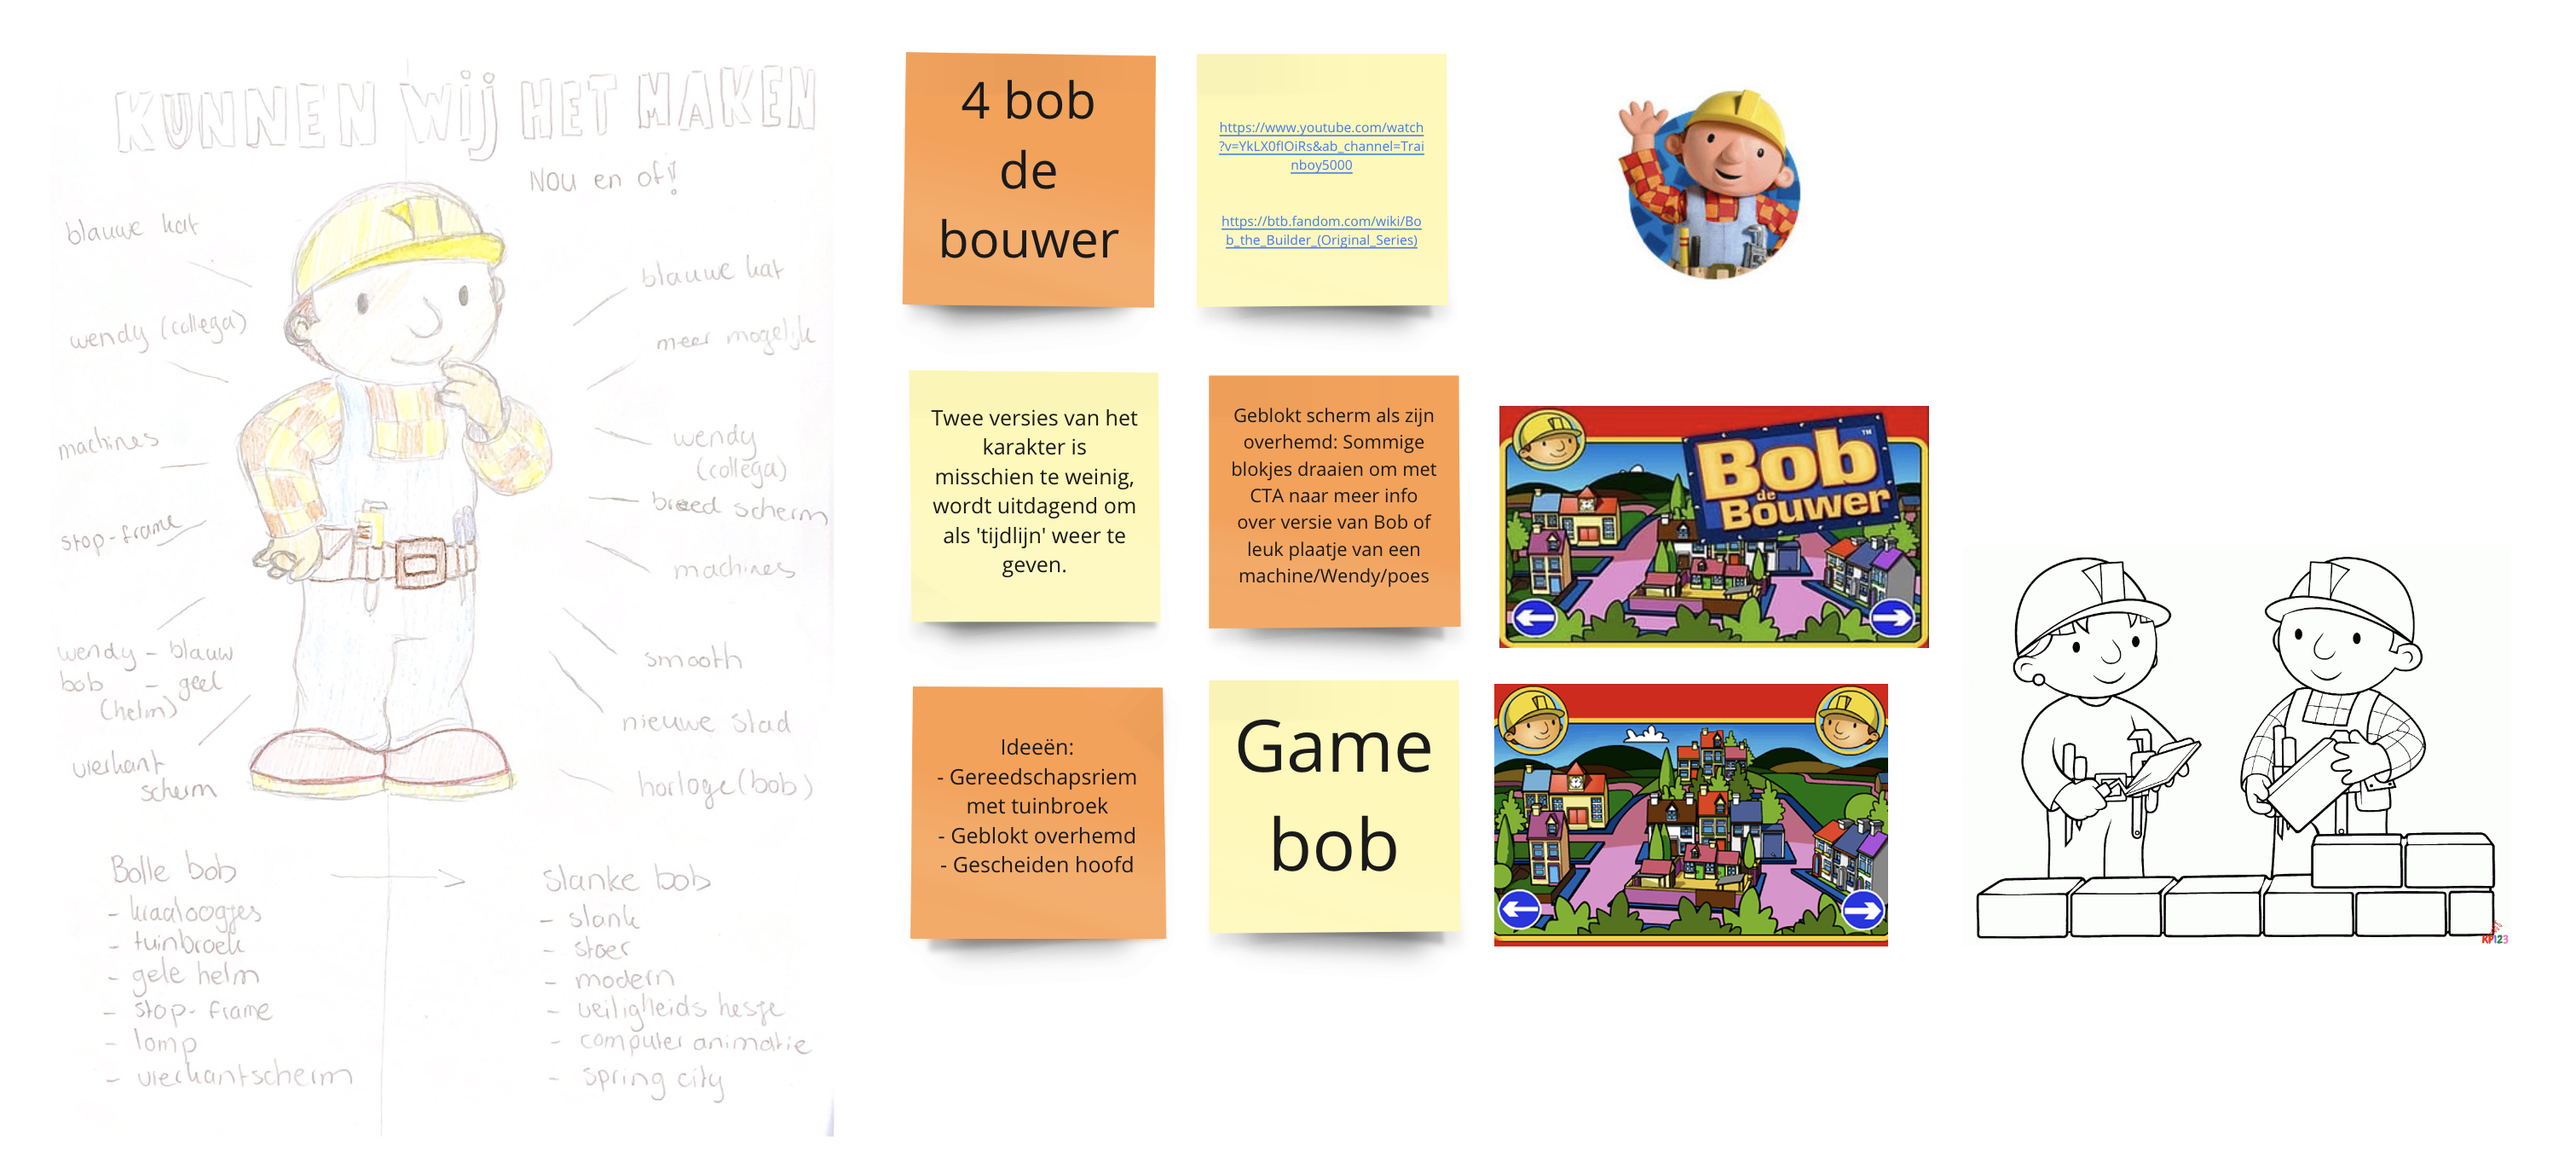 KUNNEN WIJ HET MAKEN
Nou en of!
blauwe kat
wendy (collega)
machines
stop-frame
wendy - blauw
bob - geel
(helm)
vierkant
scherm
blauwe kat
meer mogelijk
wendy
(collega)
breed scherm
machines
smooth
nieuwe stad
horloge (bob)
Bolle bob
- kraaloogjes
- tuinbroek
- gele helm
- stop-frame
- lomp
- vierkantscherm
Slanke bob
- slank
- stoer
- modern
- veiligheids hesje
- computer animatie
- spring city
4 bob
de
bouwer
https://www.youtube.com/watch
?v=YkLX0flOiRs&ab_channel=Trai
nboy5000
https://btb.fandom.com/wiki/Bo
b_the_Builder_(Original_Series)
Twee versies van het
karakter is
misschien te weinig,
wordt uitdagend om
als 'tijdlijn' weer te
geven.
Geblokt scherm als zijn
overhemd: Sommige
blokjes draaien om met
CTA naar meer info
over versie van Bob of
leuk plaatje van een
machine/Wendy/poes
Bob
de
Bouwer
TM
Ideeën:
- Gereedschapsriem
met tuinbroek
- Geblokt overhemd
- Gescheiden hoofd
Game
bob
KP123